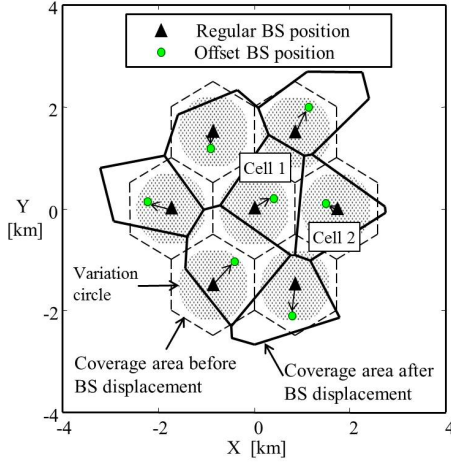 Regular BS position
Offset BS position
4
2
0
-2
-4
Y
[km]
Cell 1
Cell 2
Variation
circle
Coverage area before
BS displacement
Coverage area after
BS displacement
-4
-2
0
2
4
X [km]